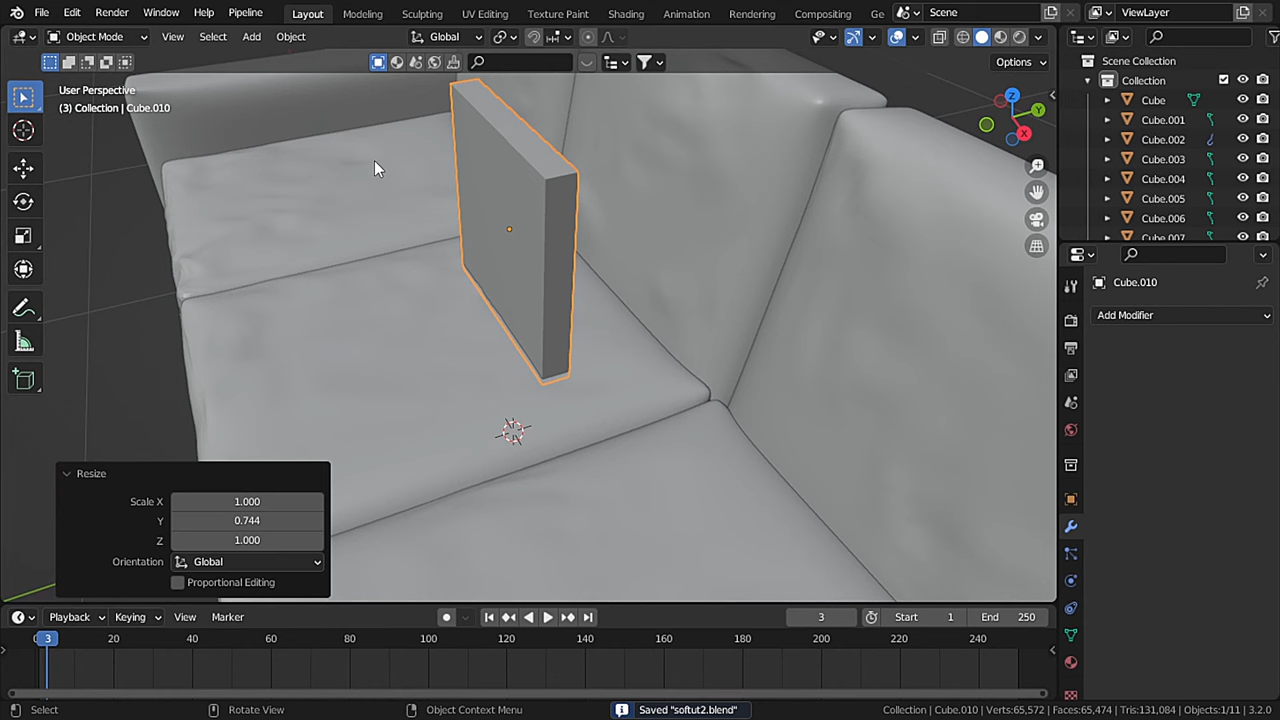 File Edit Render Window Help Pipeline Layout Modeling Sculpting UV Editing Texture Paint Shading Animation Rendering Compositing Ge Scene ViewLayer
Object Mode View Select Add Object Global
Options
User Perspective
(3) Collection | Cube.010
Z
Y
X
Scene Collection
Collection
Cube
Cube.001
Cube.002
Cube.003
Cube.004
Cube.005
Cube.006
Cube.007
Cube.010
Add Modifier
Resize
Scale X 1.000
Y 0.744
Z 1.000
Orientation Global
Proportional Editing
Playback Keying View Marker 3 Start 1 End 250
3 20 40 60 80 100 120 140 160 180 200 220 240
Select Rotate View Object Context Menu Saved "softut2.blend" Collection | Cube.010 | Verts:65,572 | Faces:65,474 | Tris:131,084 | Objects:1/11 | 3.2.0